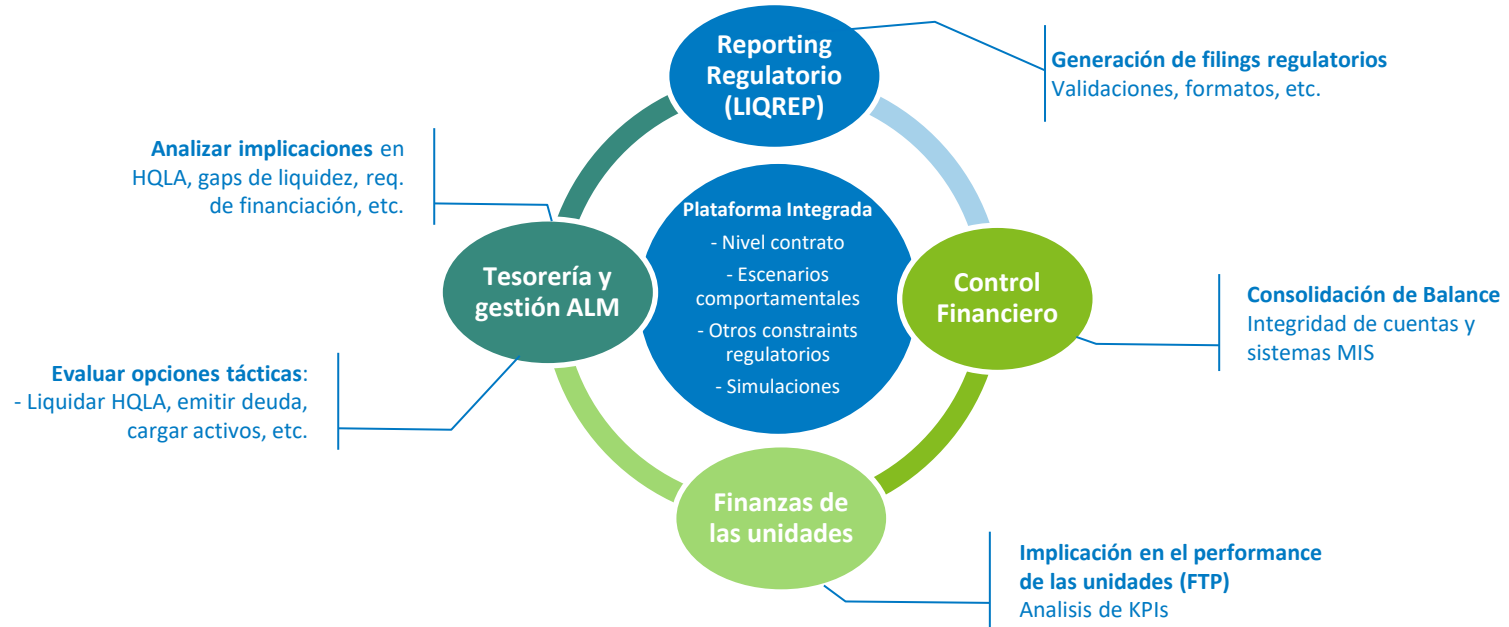 Reporting
Regulatorio
(LIQREP)
Generación de filings regulatorios
Validaciones, formatos, etc.
Analizar implicaciones en
HQLA, gaps de liquidez, req.
de financiación, etc.
Plataforma Integrada
- Nivel contrato
- Escenarios
comportamentales
- Otros constraints
regulatorios
- Simulaciones
Tesorería y
gestión ALM
Control
Financiero
Consolidación de Balance
Integridad de cuentas y
sistemas MIS
Evaluar opciones tácticas:
- Liquidar HQLA, emitir deuda,
cargar activos, etc.
Finanzas de
las unidades
Implicación en el performance
de las unidades (FTP)
Analisis de KPIs